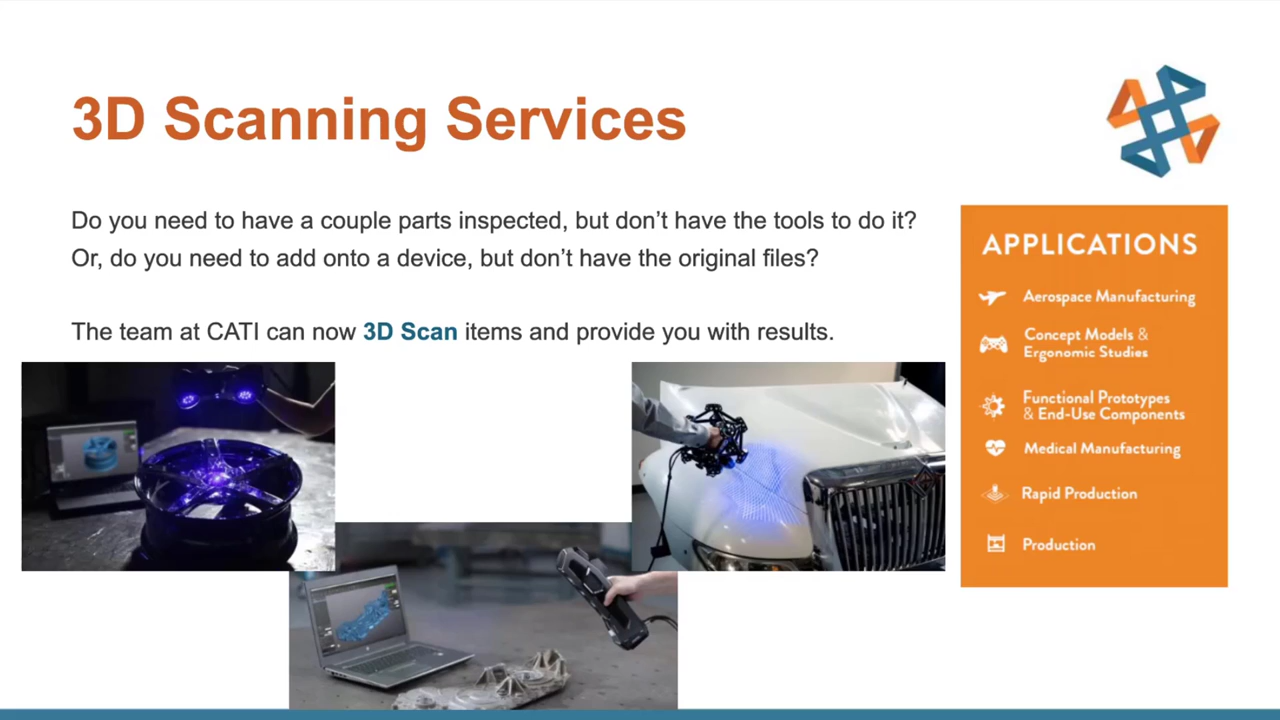 3D Scanning Services
Do you need to have a couple parts inspected, but don’t have the tools to do it?
Or, do you need to add onto a device, but don’t have the original files?
The team at CATI can now 3D Scan items and provide you with results.
APPLICATIONS
Aerospace Manufacturing
Concept Models &
Ergonomic Studies
Functional Prototypes
& End-Use Components
Medical Manufacturing
Rapid Production
Production